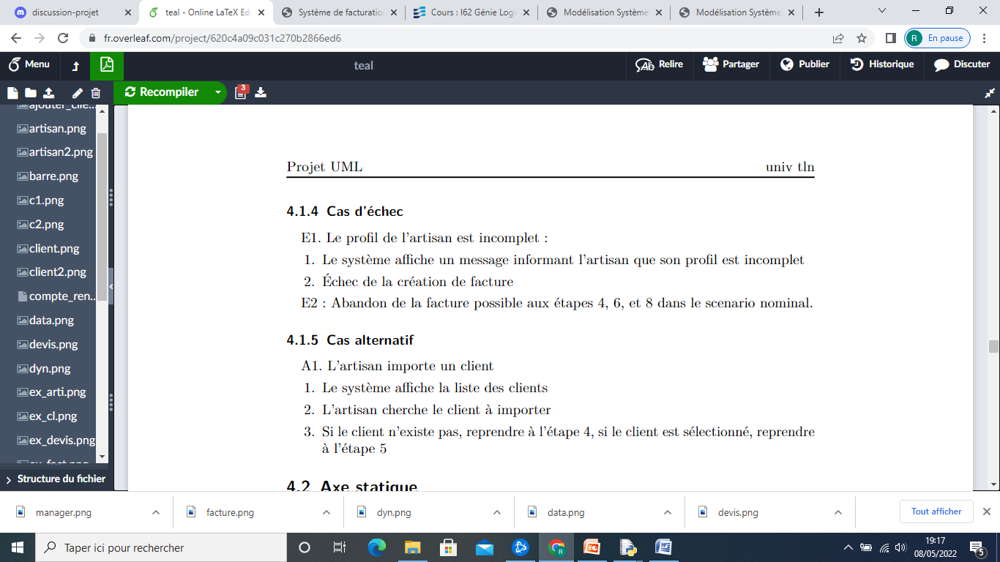 discussion-projet
teal - Online LaTeX Ed
Système de facturation
Cours : I62 Génie Logi
Modélisation Système
Modélisation Système
fr.overleaf.com/project/620c4a09c031c270b2866ed6
R
En pause
Menu
teal
Relire
Partager
Publier
Historique
Discuter
Recompiler
3
ajouter_clie...
artisan.png
artisan2.png
barre.png
c1.png
c2.png
client.png
client2.png
compte_ren...
data.png
devis.png
dyn.png
ex_arti.png
ex_cl.png
ex_devis.png
ex_fact.png
Structure du fichier
Projet UML univ tln
4.1.4 Cas d'échec
E1. Le profil de l'artisan est incomplet :
1. Le système affiche un message informant l'artisan que son profil est incomplet
2. Échec de la création de facture
E2 : Abandon de la facture possible aux étapes 4, 6, et 8 dans le scenario nominal.
4.1.5 Cas alternatif
A1. L'artisan importe un client
1. Le système affiche la liste des clients
2. L'artisan cherche le client à importer
3. Si le client n'existe pas, reprendre à l'étape 4, si le client est sélectionné, reprendre
à l'étape 5
4.2 Axe statique
manager.png
facture.png
dyn.png
data.png
devis.png
Tout afficher
Taper ici pour rechercher
19:17
08/05/2022
5